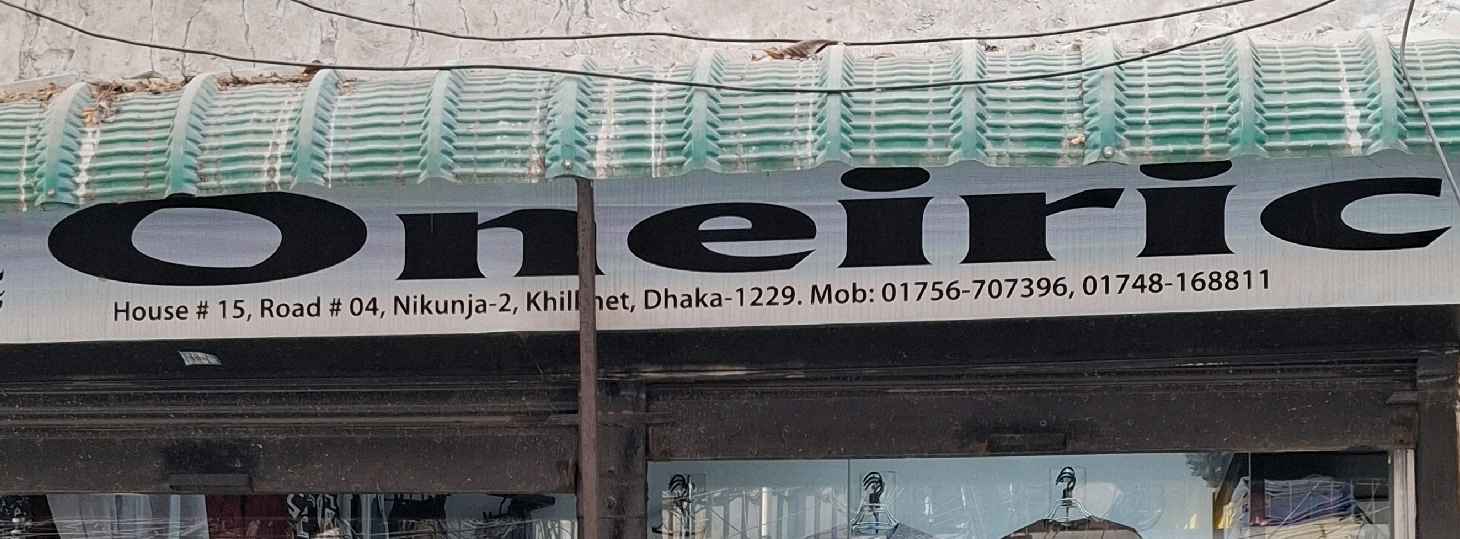 Oneiric
House # 15, Road # 04, Nikunja-2, Dhaka-1229. Mob: 01756-707396, 01748-168811